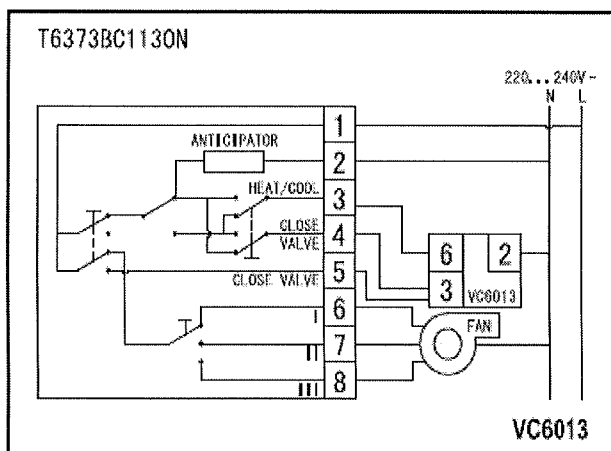 T6373BC1130N
220...240V~
N L
1
ANTICIPATOR
2
HEAT/COOL
3
CLOSE
VALVE
4
6 2
3 VC6013
CLOSE VALVE
5
I
6
FAN
II
7
III
8
VC6013